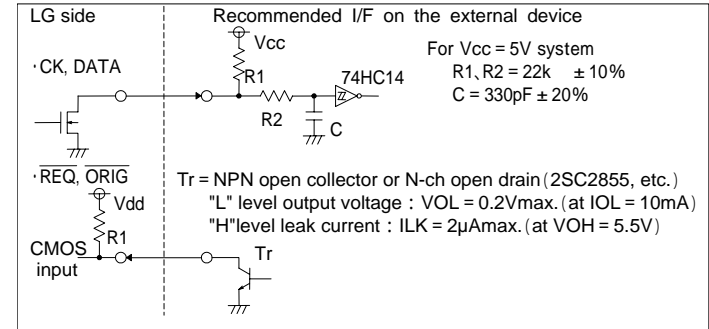 LG side
Recommended I/F on the external device
Vcc
For Vcc = 5V system
・CK, DATA
R1
74HC14
R1、R2 = 22k ±10%
C = 330pF ± 20%
R2
C
・REQ, ORIG
Tr = NPN open collector or N-ch open drain (2SC2855, etc.)
Vdd
"L" level output voltage : VOL = 0.2Vmax. (at IOL = 10mA)
R1
"H"level leak current : ILK = 2μAmax. (at VOH = 5.5V)
CMOS
input
Tr